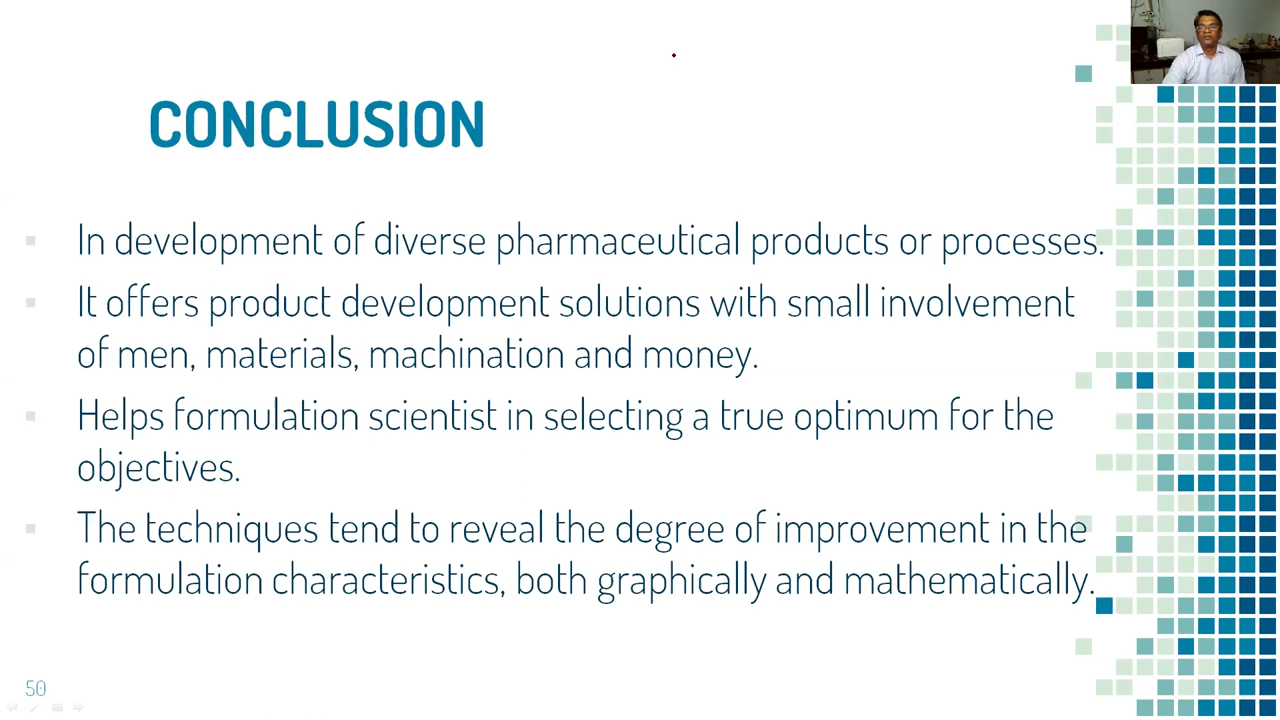 CONCLUSION
In development of diverse pharmaceutical products or processes.
It offers product development solutions with small involvement
of men, materials, machination and money.
Helps formulation scientist in selecting a true optimum for the
objectives.
The techniques tend to reveal the degree of improvement in the
formulation characteristics, both graphically and mathematically.
50